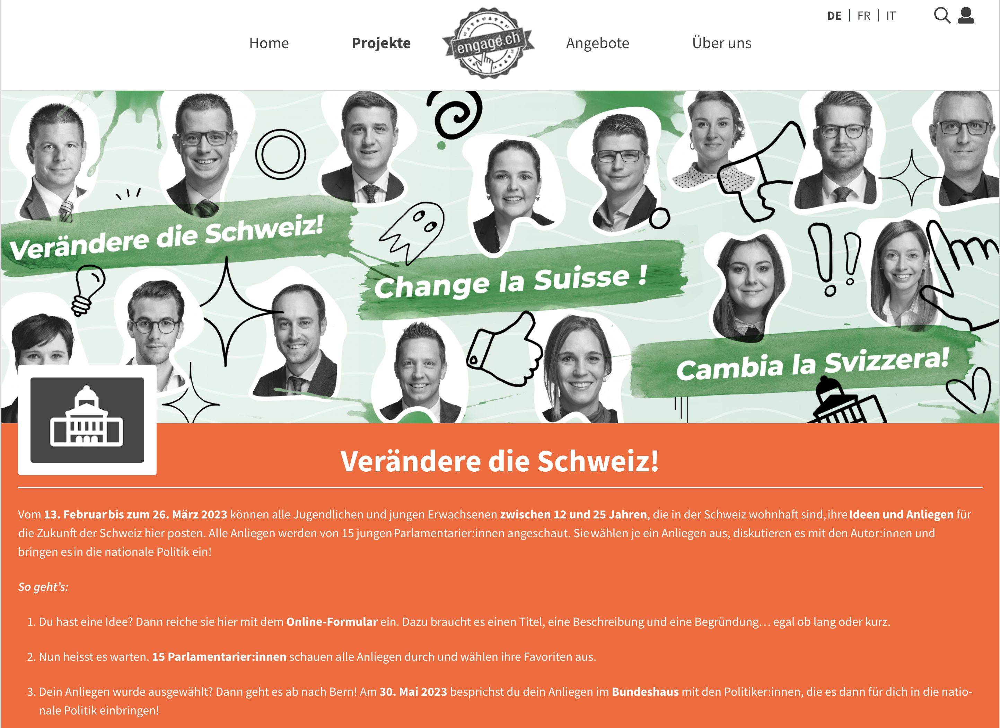 DE | FR | IT
Home Projekte engage.ch Angebote Über uns
Verändere die Schweiz!
Change la Suisse !
Cambia la Svizzera!
Verändere die Schweiz!
Vom 13. Februar bis zum 26. März 2023 können alle Jugendlichen und jungen Erwachsenen zwischen 12 und 25 Jahren, die in der Schweiz wohnhaft sind, ihre Ideen und Anliegen für
die Zukunft der Schweiz hier posten. Alle Anliegen werden von 15 jungen Parlamentarier:innen angeschaut. Sie wählen je ein Anliegen aus, diskutieren es mit den Autor:innen und
bringen es in die nationale Politik ein!
So geht’s:
1. Du hast eine Idee? Dann reiche sie hier mit dem Online-Formular ein. Dazu braucht es einen Titel, eine Beschreibung und eine Begründung… egal ob lang oder kurz.
2. Nun heisst es warten. 15 Parlamentarier:innen schauen alle Anliegen durch und wählen ihre Favoriten aus.
3. Dein Anliegen wurde ausgewählt? Dann geht es ab nach Bern! Am 30. Mai 2023 besprichst du dein Anliegen im Bundeshaus mit den Politiker:innen, die es dann für dich in die natio-
nale Politik einbringen!